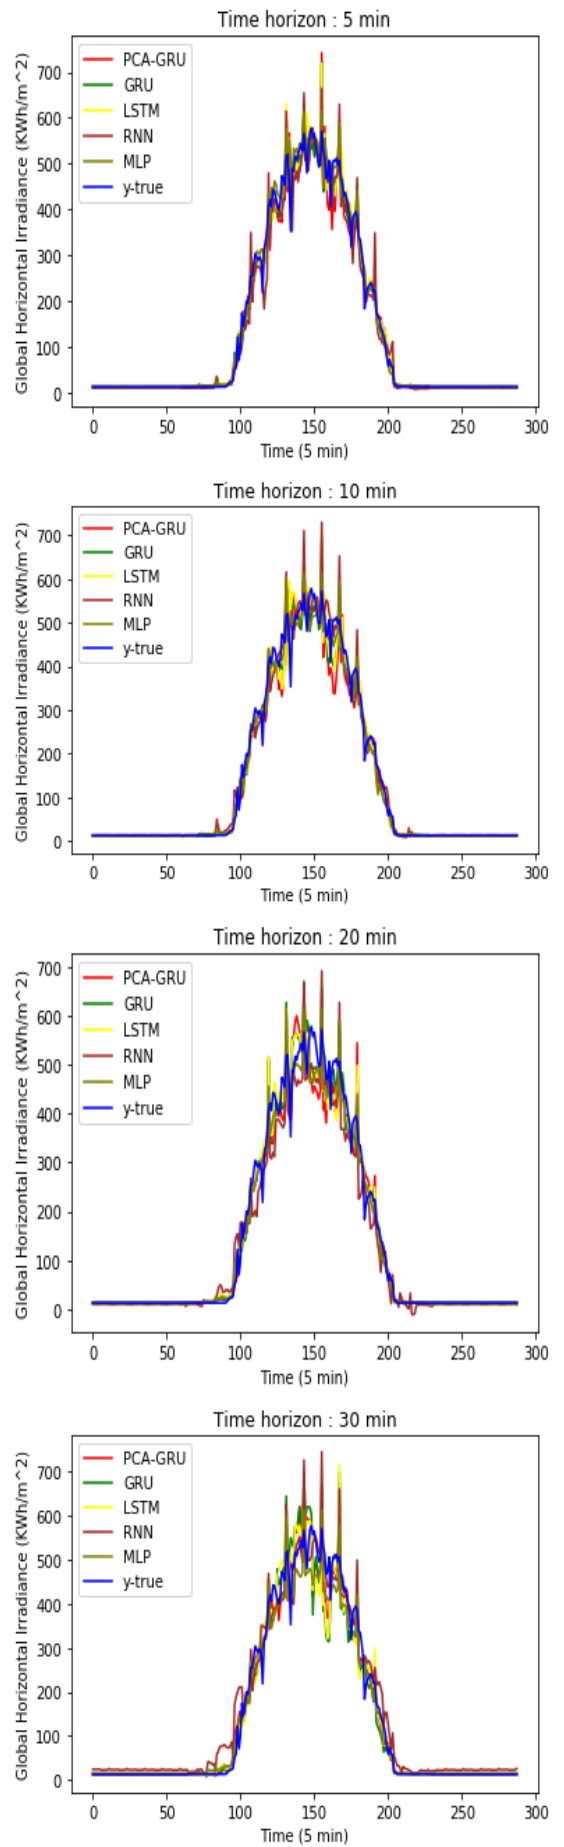 Time horizon : 5 min
Global Horizontal Irradiance (KWh/m^2)
700
600
500
400
300
200
100
0
PCA-GRU
GRU
LSTM
RNN
MLP
y-true
0 50 100 150 200 250 300
Time (5 min)
Time horizon : 10 min
Global Horizontal Irradiance (KWh/m^2)
700
600
500
400
300
200
100
0
PCA-GRU
GRU
LSTM
RNN
MLP
y-true
0 50 100 150 200 250 300
Time (5 min)
Time horizon : 20 min
Global Horizontal Irradiance (KWh/m^2)
700
600
500
400
300
200
100
0
PCA-GRU
GRU
LSTM
RNN
MLP
y-true
0 50 100 150 200 250 300
Time (5 min)
Time horizon : 30 min
Global Horizontal Irradiance (KWh/m^2)
700
600
500
400
300
200
100
0
PCA-GRU
GRU
LSTM
RNN
MLP
y-true
0 50 100 150 200 250 300
Time (5 min)